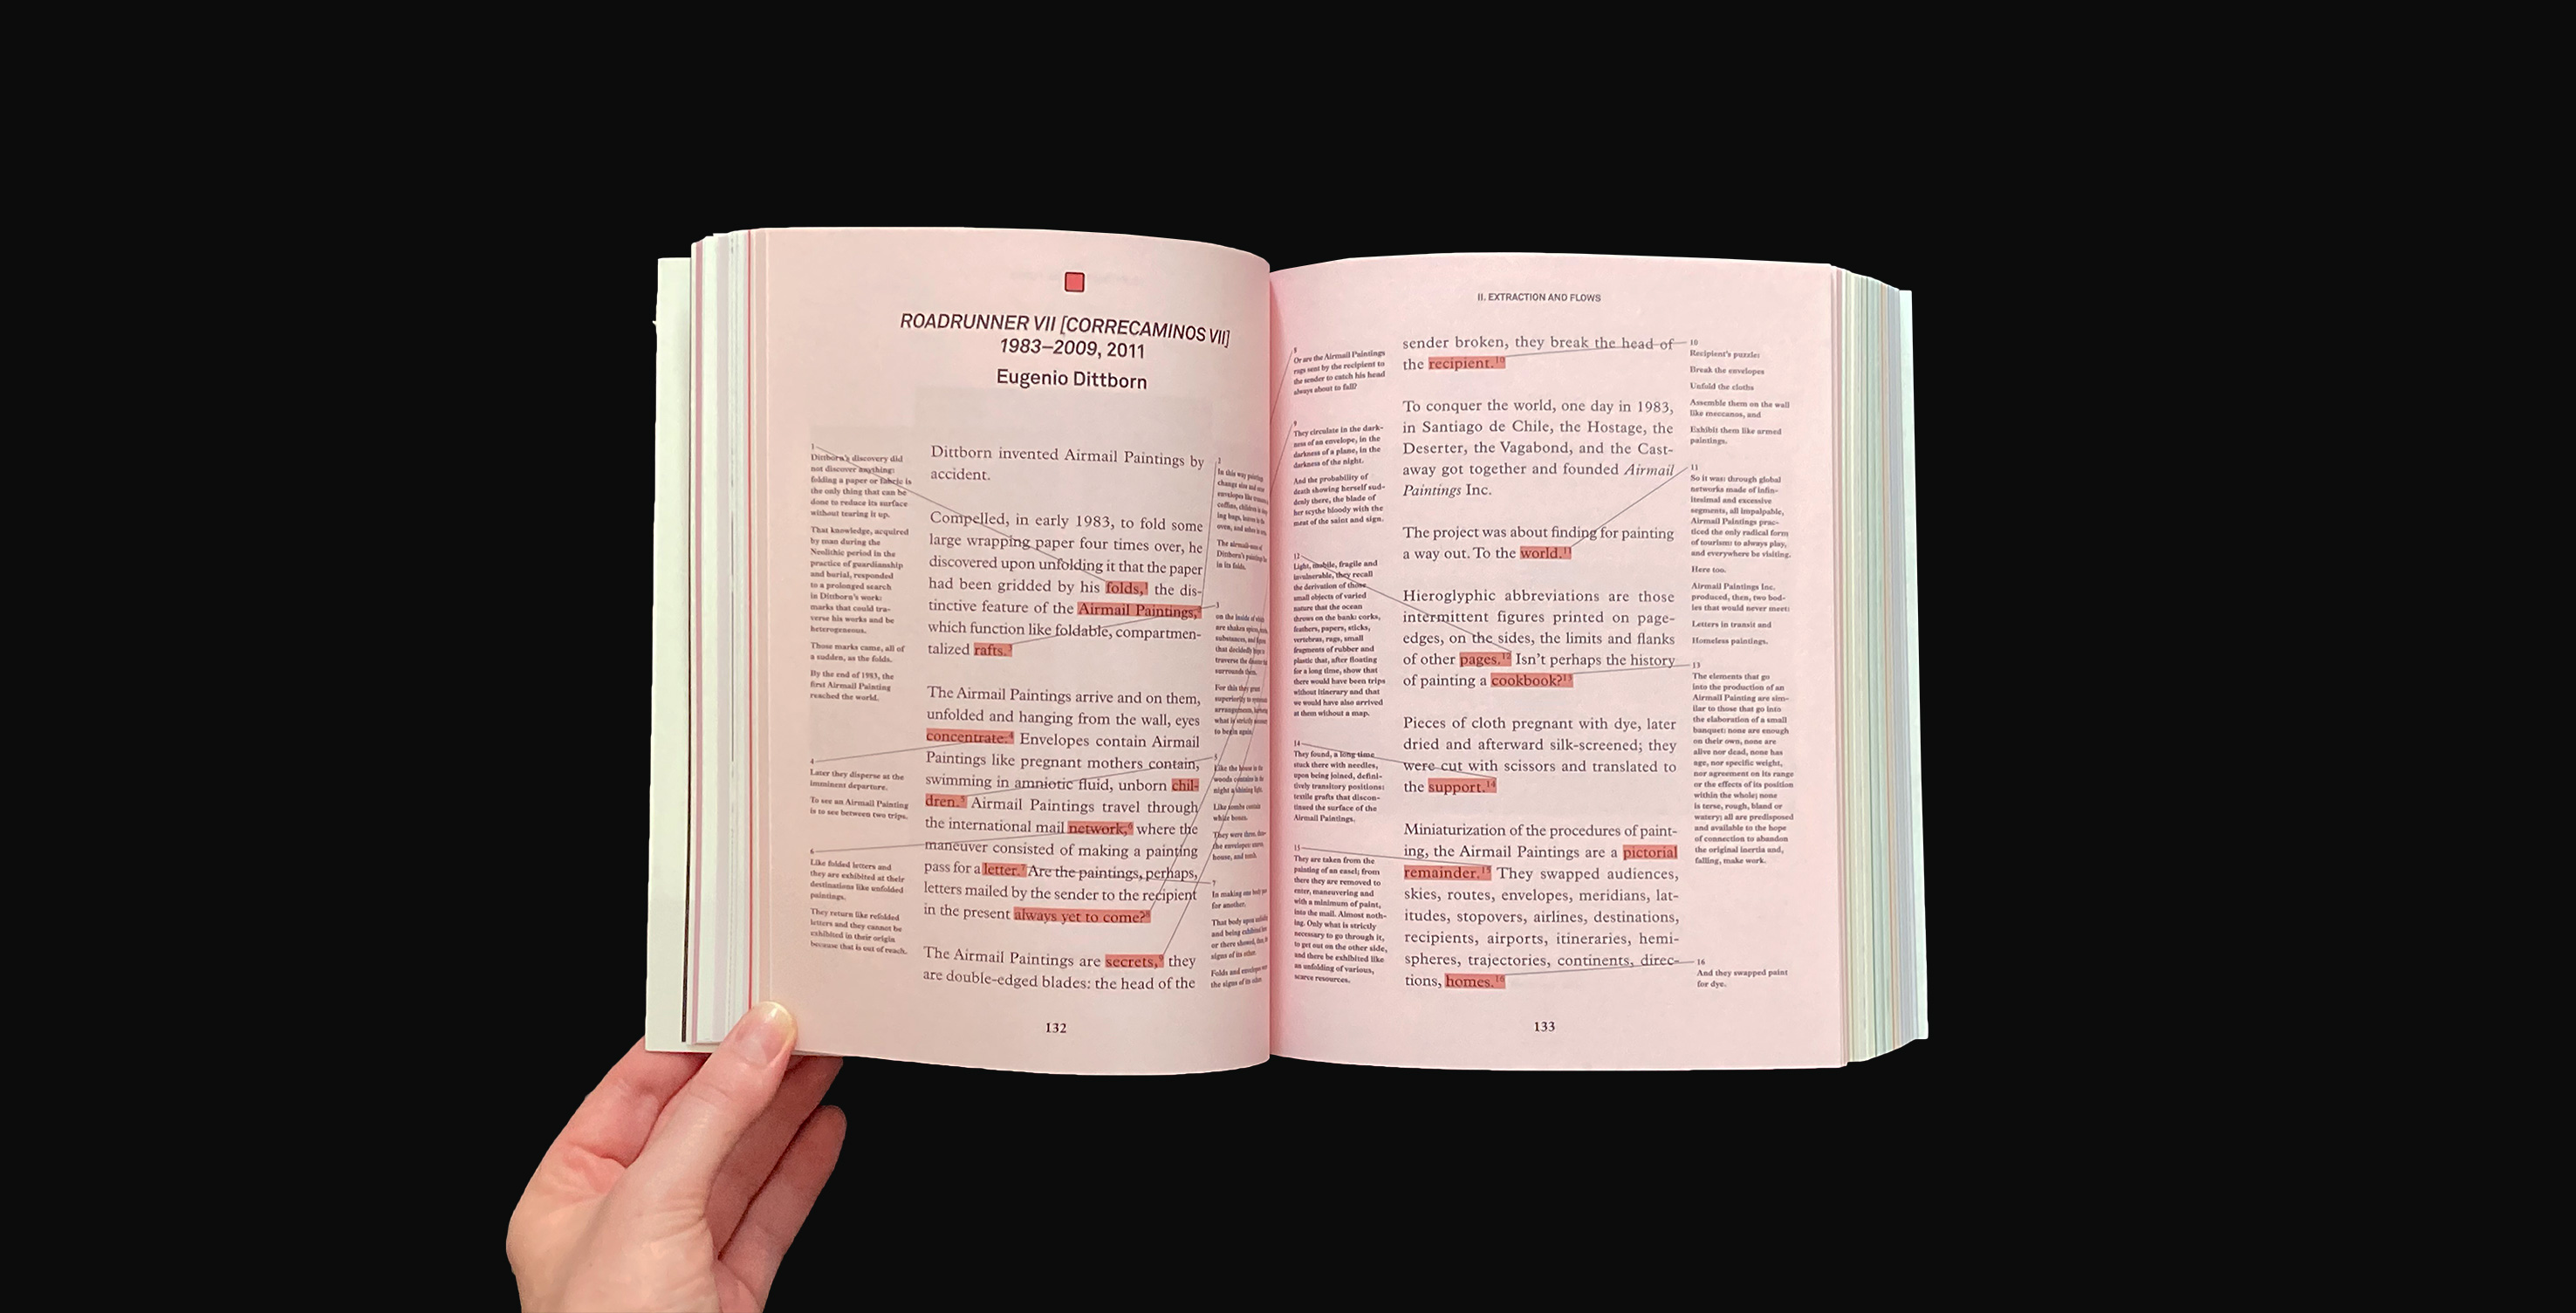 ROADRUNNER VII [CORRECAMINOS VII]
1983–2009, 2011
Eugenio Dittborn
Dittborn invented Airmail Paintings by
accident.
Compelled, in early 1983, to fold some
large wrapping paper four times over, he
discovered upon unfolding it that the paper
had been gridded by his folds,1 the dis-
tinctive feature of the Airmail Paintings,2
which function like foldable, compartmen-
talized rafts.3
The Airmail Paintings arrive and on them,
unfolded and hanging from the wall, eyes
concentrate.4 Envelopes contain Airmail
Paintings like pregnant mothers contain,
swimming in amniotic fluid, unborn chil-
dren.5 Airmail Paintings travel through
the international mail network,6 where the
maneuver consisted of making a painting
pass for a letter.7 Are the paintings, perhaps,
letters mailed by the sender to the recipient
in the present always yet to come?8
The Airmail Paintings are secrets,9 they
are double-edged blades: the head of the
1
Dittborn's discovery did
not discover anything:
folding a paper or fabric is
the only thing that can be
done to reduce its surface
without tearing it up.
That knowledge, acquired
by man during the
Neolithic period in the
practice of guardianship
and burial, responded
to a prolonged search
in Dittborn's work:
marks that could tra-
verse his works and be
heterogeneous.
Those marks came, all of
a sudden, as the folds.
By the end of 1983, the
first Airmail Painting
reached the world.
4
Later they disperse at the
imminent departure.
To see an Airmail Painting
is to see between two trips.
6
Like folded letters and
they are exhibited at their
destinations like unfolded
paintings.
They return like refolded
letters and they cannot be
exhibited in their origin
because that is out of reach.
2
In this way painting
change size and
envelopes like
coffins, children in
ing bags, loaves in the
oven, and
The airmail-ness of
Dittborn's paintings
in its folds.
3
on the inside of
are shaken
substances, and
that decidedly
traverse the
surrounds them.
For this they
superiority to
arrangements,
what is strictly
to begin again.
5
Like the house in the
woods contains in the
night a shining light.
Like
white bones.
They were
the envelopes
house, and tomb.
7
In making one body
for another.
That body upon
and being exhibited
or there showed,
signs of its other.
Folds and envelopes
the signs of its
132
II. EXTRACTION AND FLOWS
sender broken, they break the head of
the recipient.10
To conquer the world, one day in 1983,
in Santiago de Chile, the Hostage, the
Deserter, the Vagabond, and the Cast-
away got together and founded Airmail
Paintings Inc.
The project was about finding for painting
a way out. To the world.11
Hieroglyphic abbreviations are those
intermittent figures printed on page-
edges, on the sides, the limits and flanks
of other pages.12 Isn't perhaps the history
of painting a cookbook?13
Pieces of cloth pregnant with dye, later
dried and afterward silk-screened; they
were cut with scissors and translated to
the support.14
Miniaturization of the procedures of paint-
ing, the Airmail Paintings are a pictorial
remainder.15 They swapped audiences,
skies, routes, envelopes, meridians, lat-
itudes, stopovers, airlines, destinations,
recipients, airports, itineraries, hemi-
spheres, trajectories, continents, direc-
tions, homes.16
8
Or are the Airmail Paintings
rugs sent by the recipient to
the sender to catch his head
always about to fall?
9
They circulate in the dark-
ness of an envelope, in the
darkness of a plane, in the
darkness of the night.
And the probability of
death showing herself sud-
denly there, the blade of
her scythe bloody with the
meat of the saint and sign.
12
Light, mobile, fragile and
invulnerable, they recall
the derivation of those
small objects of varied
nature that the ocean
throws on the bank: corks,
feathers, papers, sticks,
vertebras, rags, small
fragments of rubber and
plastic that, after floating
for a long time, show that
there would have been trips
without itinerary and that
we would have also arrived
at them without a map.
14
They found, a long time
stuck there with needles,
upon being joined, defini-
tively transitory positions:
textile grafts that discon-
tinued the surface of the
Airmail Paintings.
15
They are taken from the
painting of an easel; from
there they are removed to
enter, maneuvering and
with a minimum of paint,
into the mail. Almost noth-
ing. Only what is strictly
necessary to go through it,
to get out on the other side,
and there be exhibited like
an unfolding of various,
scarce resources.
10
Recipient's puzzle:
Break the envelopes
Unfold the cloths
Assemble them on the wall
like meccanos, and
Exhibit them like armed
paintings.
11
So it was: through global
networks made of infin-
itesimal and excessive
segments, all impalpable,
Airmail Paintings prac-
ticed the only radical form
of tourism: to always play,
and everywhere be visiting.
Here too.
Airmail Paintings Inc.
produced, then, two bod-
ies that would never meet:
Letters in transit and
Homeless paintings.
13
The elements that go
into the production of an
Airmail Painting are sim-
ilar to those that go into
the elaboration of a small
banquet: none are enough
on their own, none are
alive nor dead, none has
age, nor specific weight,
nor agreement on its range
or the effects of its position
within the whole; none
is terse, rough, bland or
watery; all are predisposed
and available to the hope
of connection to abandon
the original inertia and,
falling, make work.
16
And they swapped paint
for dye.
133